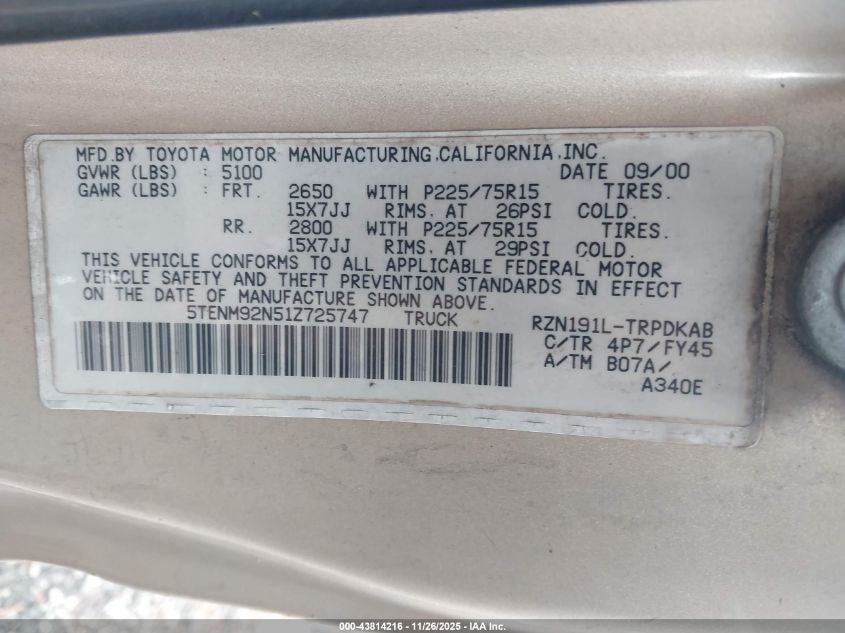 MFD.BY TOYOTA MOTOR MANUFACTURING,CALIFORNIA,INC.
GVWR (LBS) : 5100 DATE 09/00
GAWR (LBS) : FRT. 2650 WITH P225/75R15 TIRES.
15X7JJ RIMS. AT 26PSI COLD.
RR. 2800 WITH P225/75R15 TIRES.
15X7JJ RIMS. AT 29PSI COLD.
THIS VEHICLE CONFORMS TO ALL APPLICABLE FEDERAL MOTOR
VEHICLE SAFETY AND THEFT PREVENTION STANDARDS IN EFFECT
ON THE DATE OF MANUFACTURE SHOWN ABOVE.
5TENM92N51Z725747 TRUCK RZN191L-TRPDKAB
C/TR 4P7/FY45
A/TM B07A/
A340E
000-43814216 - 11/26/2025 - IAA Inc.